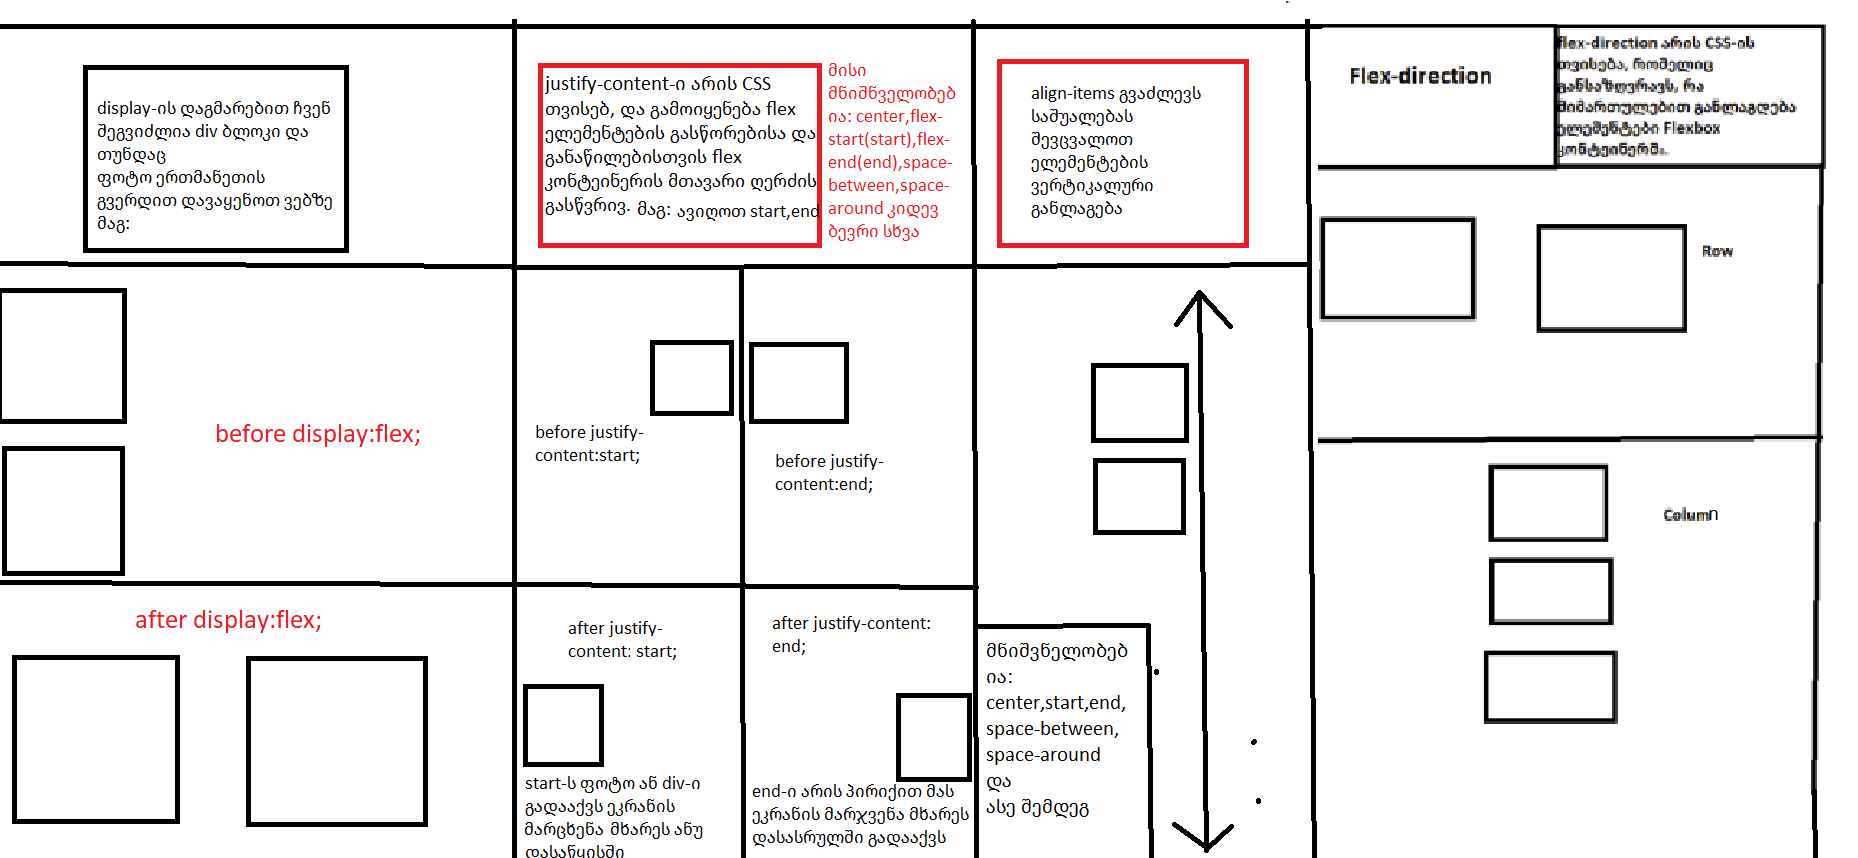 display-ის დაგმარებით ჩვენ
შეგვიძლია div ბლოკი და
თუნდაც
ფოტო ერთმანეთის
გვერდით დავაყენოთ ვებზე
მაგ:
justify-content-ი არის CSS
თვისებ, და გამოიყენება flex
ელემენტების გასწორებისა და
განაწილებისთვის flex
კონტეინერის მთავარი ღერძის
გასწვრივ. მაგ: ავიღოთ start,end
მისი
მნიშნველობებ
ია: center,flex-
start(start),flex-
end(end),space-
between,space-
around კიდევ
ბევრი სხვა
align-items გვაძლევს
საშუალებას
შევცვალოთ
ელემენტების
ვერტიკალური
განლაგება
Flex-direction
flex-direction არის CSS-ის
თვისება, რომელიც
განსაზღვრავს, რა
მიმართულებით განლაგდება
ელემენტები Flexbox
კონტეინერში.
Row
before display:flex;
before justify-
content:start;
before justify-
content:end;
Column
after display:flex;
after justify-
content: start;
after justify-content:
end;
start-ს ფოტო ან div-ი
გადააქვს ეკრანის
მარცხენა მხარეს ანუ
დასაწყისში
end-ი არის პირიქით მას
ეკრანის მარჯვენა მხარეს
დასასრულში გადააქვს
მნიშვნელობებ
ია:
center,start,end,
space-between,
space-around
და
ასე შემდეგ